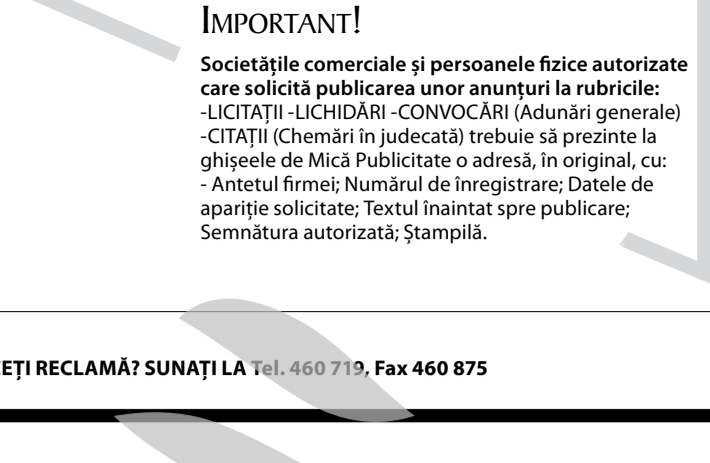 IMPORTANT!
Societățile comerciale și persoanele fizice autorizate
care solicită publicarea unor anunțuri la rubricile:
-LICITAȚII -LICHIDĂRI -CONVOCĂRI (Adunări generale)
-CITAȚII (Chemări în judecată) trebuie să prezinte la
ghișeele de Mică Publicitate o adresă, în original, cu:
- Antetul firmei; Numărul de înregistrare; Datele de
apariție solicitate; Textul înaintat spre publicare;
Semnătura autorizată; Ștampilă.
EȚI RECLAMĂ? SUNAȚI LA Tel. 460 719, Fax 460 875